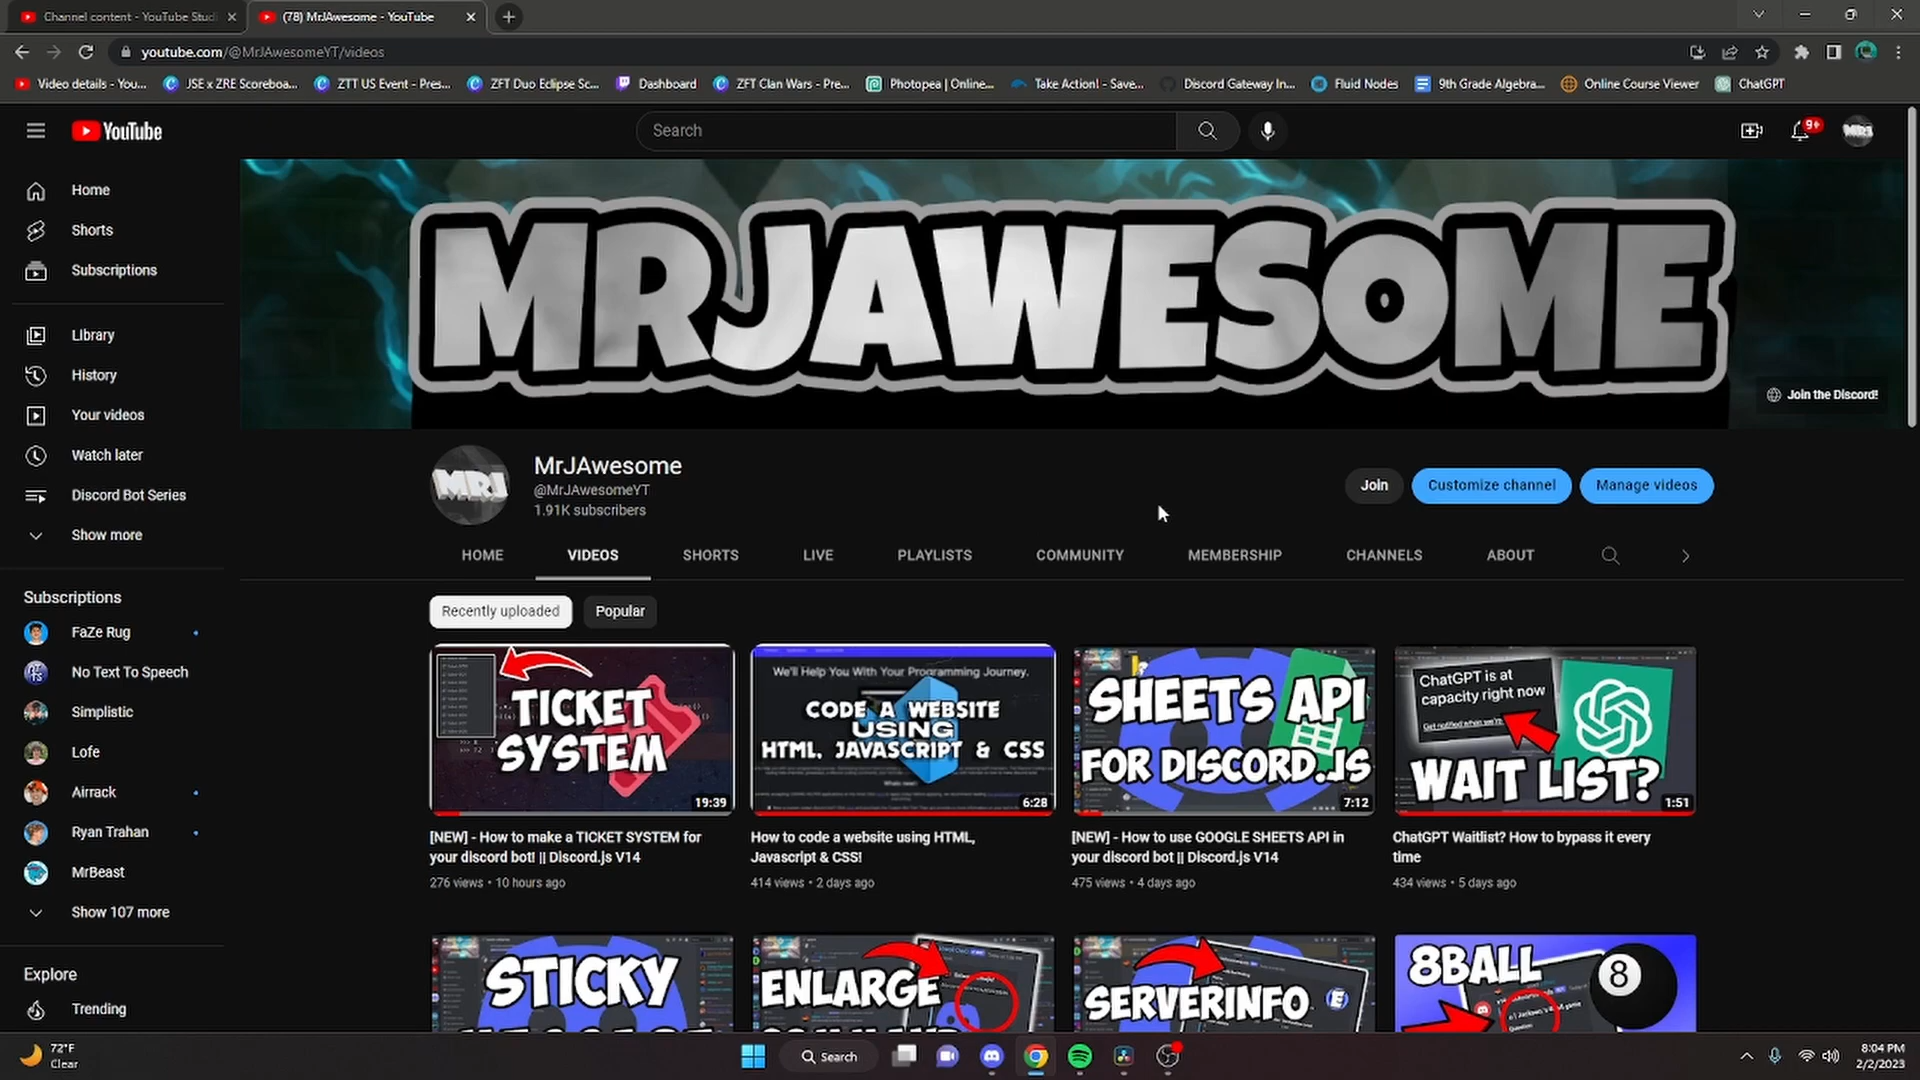 Channel content - YouTube Studi
(78) MrJAwesome - YouTube
youtube.com/@MrJAwesomeYT/videos
Video details - You...
JSE x ZRE Scoreboa...
ZTT US Event - Pres...
ZFT Duo Eclipse Sc...
Dashboard
ZFT Clan Wars - Pre...
Photopea | Online...
Take Action! - Save...
Discord Gateway In...
Fluid Nodes
9th Grade Algebra...
Online Course Viewer
ChatGPT
YouTube
Search
9+
MRJ
Home
Shorts
Subscriptions
Library
History
Your videos
Watch later
Discord Bot Series
Show more
Subscriptions
FaZe Rug
No Text To Speech
Simplistic
Lofe
Airrack
Ryan Trahan
MrBeast
Show 107 more
Explore
Trending
MRJAWESOME
Join the Discord!
MRJ
MrJAwesome
@MrJAwesomeYT
1.91K subscribers
Join
Customize channel
Manage videos
HOME
VIDEOS
SHORTS
LIVE
PLAYLISTS
COMMUNITY
MEMBERSHIP
CHANNELS
ABOUT
Recently uploaded
Popular
TICKET
SYSTEM
19:39
[NEW] - How to make a TICKET SYSTEM for
your discord bot! || Discord.js V14
276 views • 10 hours ago
We'll Help You With Your Programming Journey.
CODE A WEBSITE
USING
HTML, JAVASCRIPT & CSS
6:28
How to code a website using HTML,
Javascript & CSS!
414 views • 2 days ago
SHEETS API
FOR DISCORD.JS
7:12
[NEW] - How to use GOOGLE SHEETS API in
your discord bot || Discord.js V14
475 views • 4 days ago
ChatGPT is at
capacity right now
WAIT LIST?
1:51
ChatGPT Waitlist? How to bypass it every
time
434 views • 5 days ago
STICKY
ENLARGE
SERVERINFO
8BALL
8
72°F
Clear
Search
8:04 PM
2/2/2023